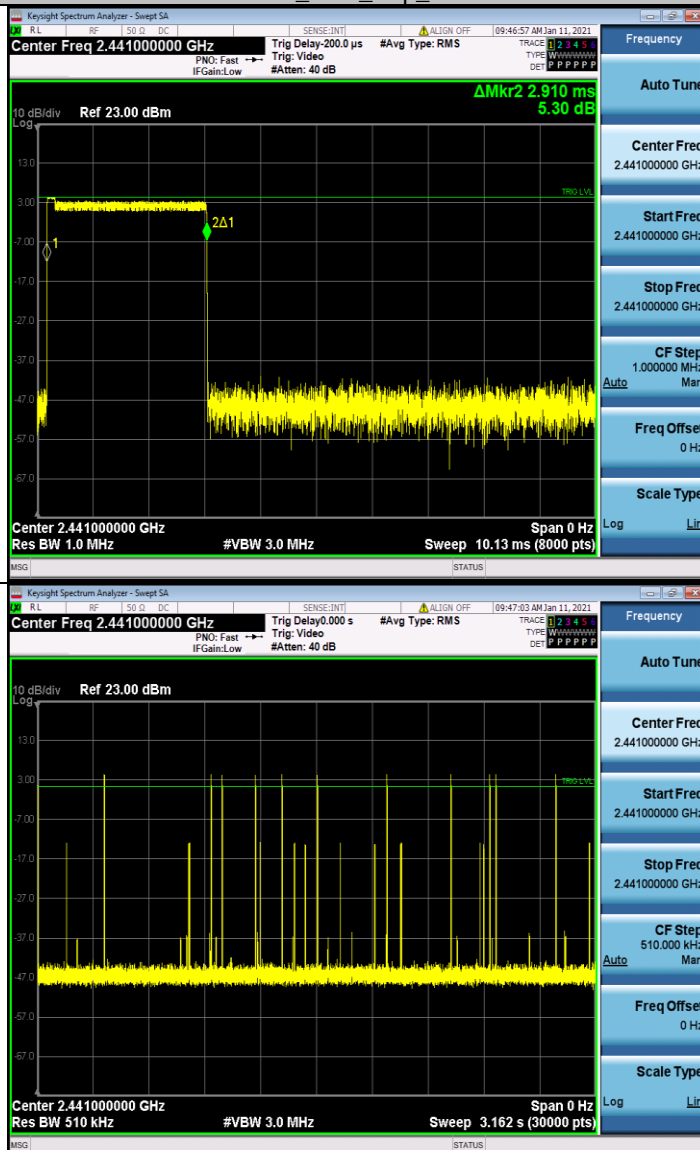 Keysight Spectrum Analyzer - Swept SA
RL RF 50 Ω DC SENSE:INT ALIGN OFF 09:46:57 AM Jan 11, 2021
Center Freq 2.441000000 GHz
Trig Delay-200.0 µs #Avg Type: RMS
PNO: Fast Trig: Video
IFGain:Low #Atten: 40 dB
TRACE 1 2 3 4 5 6
TYPE WWWWWW
DET P P P P P P
ΔMkr2 2.910 ms
5.30 dB
10 dB/div Ref 23.00 dBm
Log
13.0
TRIG LVL
3.00
2Δ1
1
-7.00
-17.0
-27.0
-37.0
-47.0
-57.0
-67.0
Center 2.441000000 GHz Span 0 Hz
Res BW 1.0 MHz #VBW 3.0 MHz Sweep 10.13 ms (8000 pts)
MSG STATUS
Frequency
Auto Tune
Center Freq
2.441000000 GHz
Start Freq
2.441000000 GHz
Stop Freq
2.441000000 GHz
CF Step
1.000000 MHz
Auto Man
Freq Offset
0 Hz
Scale Type
Log Lin
Keysight Spectrum Analyzer - Swept SA
RL RF 50 Ω DC SENSE:INT ALIGN OFF 09:47:03 AM Jan 11, 2021
Center Freq 2.441000000 GHz
Trig Delay0.000 s #Avg Type: RMS
PNO: Fast Trig: Video
IFGain:Low #Atten: 40 dB
TRACE 1 2 3 4 5 6
TYPE WWWWWW
DET P P P P P P
10 dB/div Ref 23.00 dBm
Log
13.0
3.00
TRIG LVL
-7.00
-17.0
-27.0
-37.0
-47.0
-57.0
-67.0
Center 2.441000000 GHz Span 0 Hz
Res BW 510 kHz #VBW 3.0 MHz Sweep 3.162 s (30000 pts)
MSG STATUS
Frequency
Auto Tune
Center Freq
2.441000000 GHz
Start Freq
2.441000000 GHz
Stop Freq
2.441000000 GHz
CF Step
510.000 kHz
Auto Man
Freq Offset
0 Hz
Scale Type
Log Lin